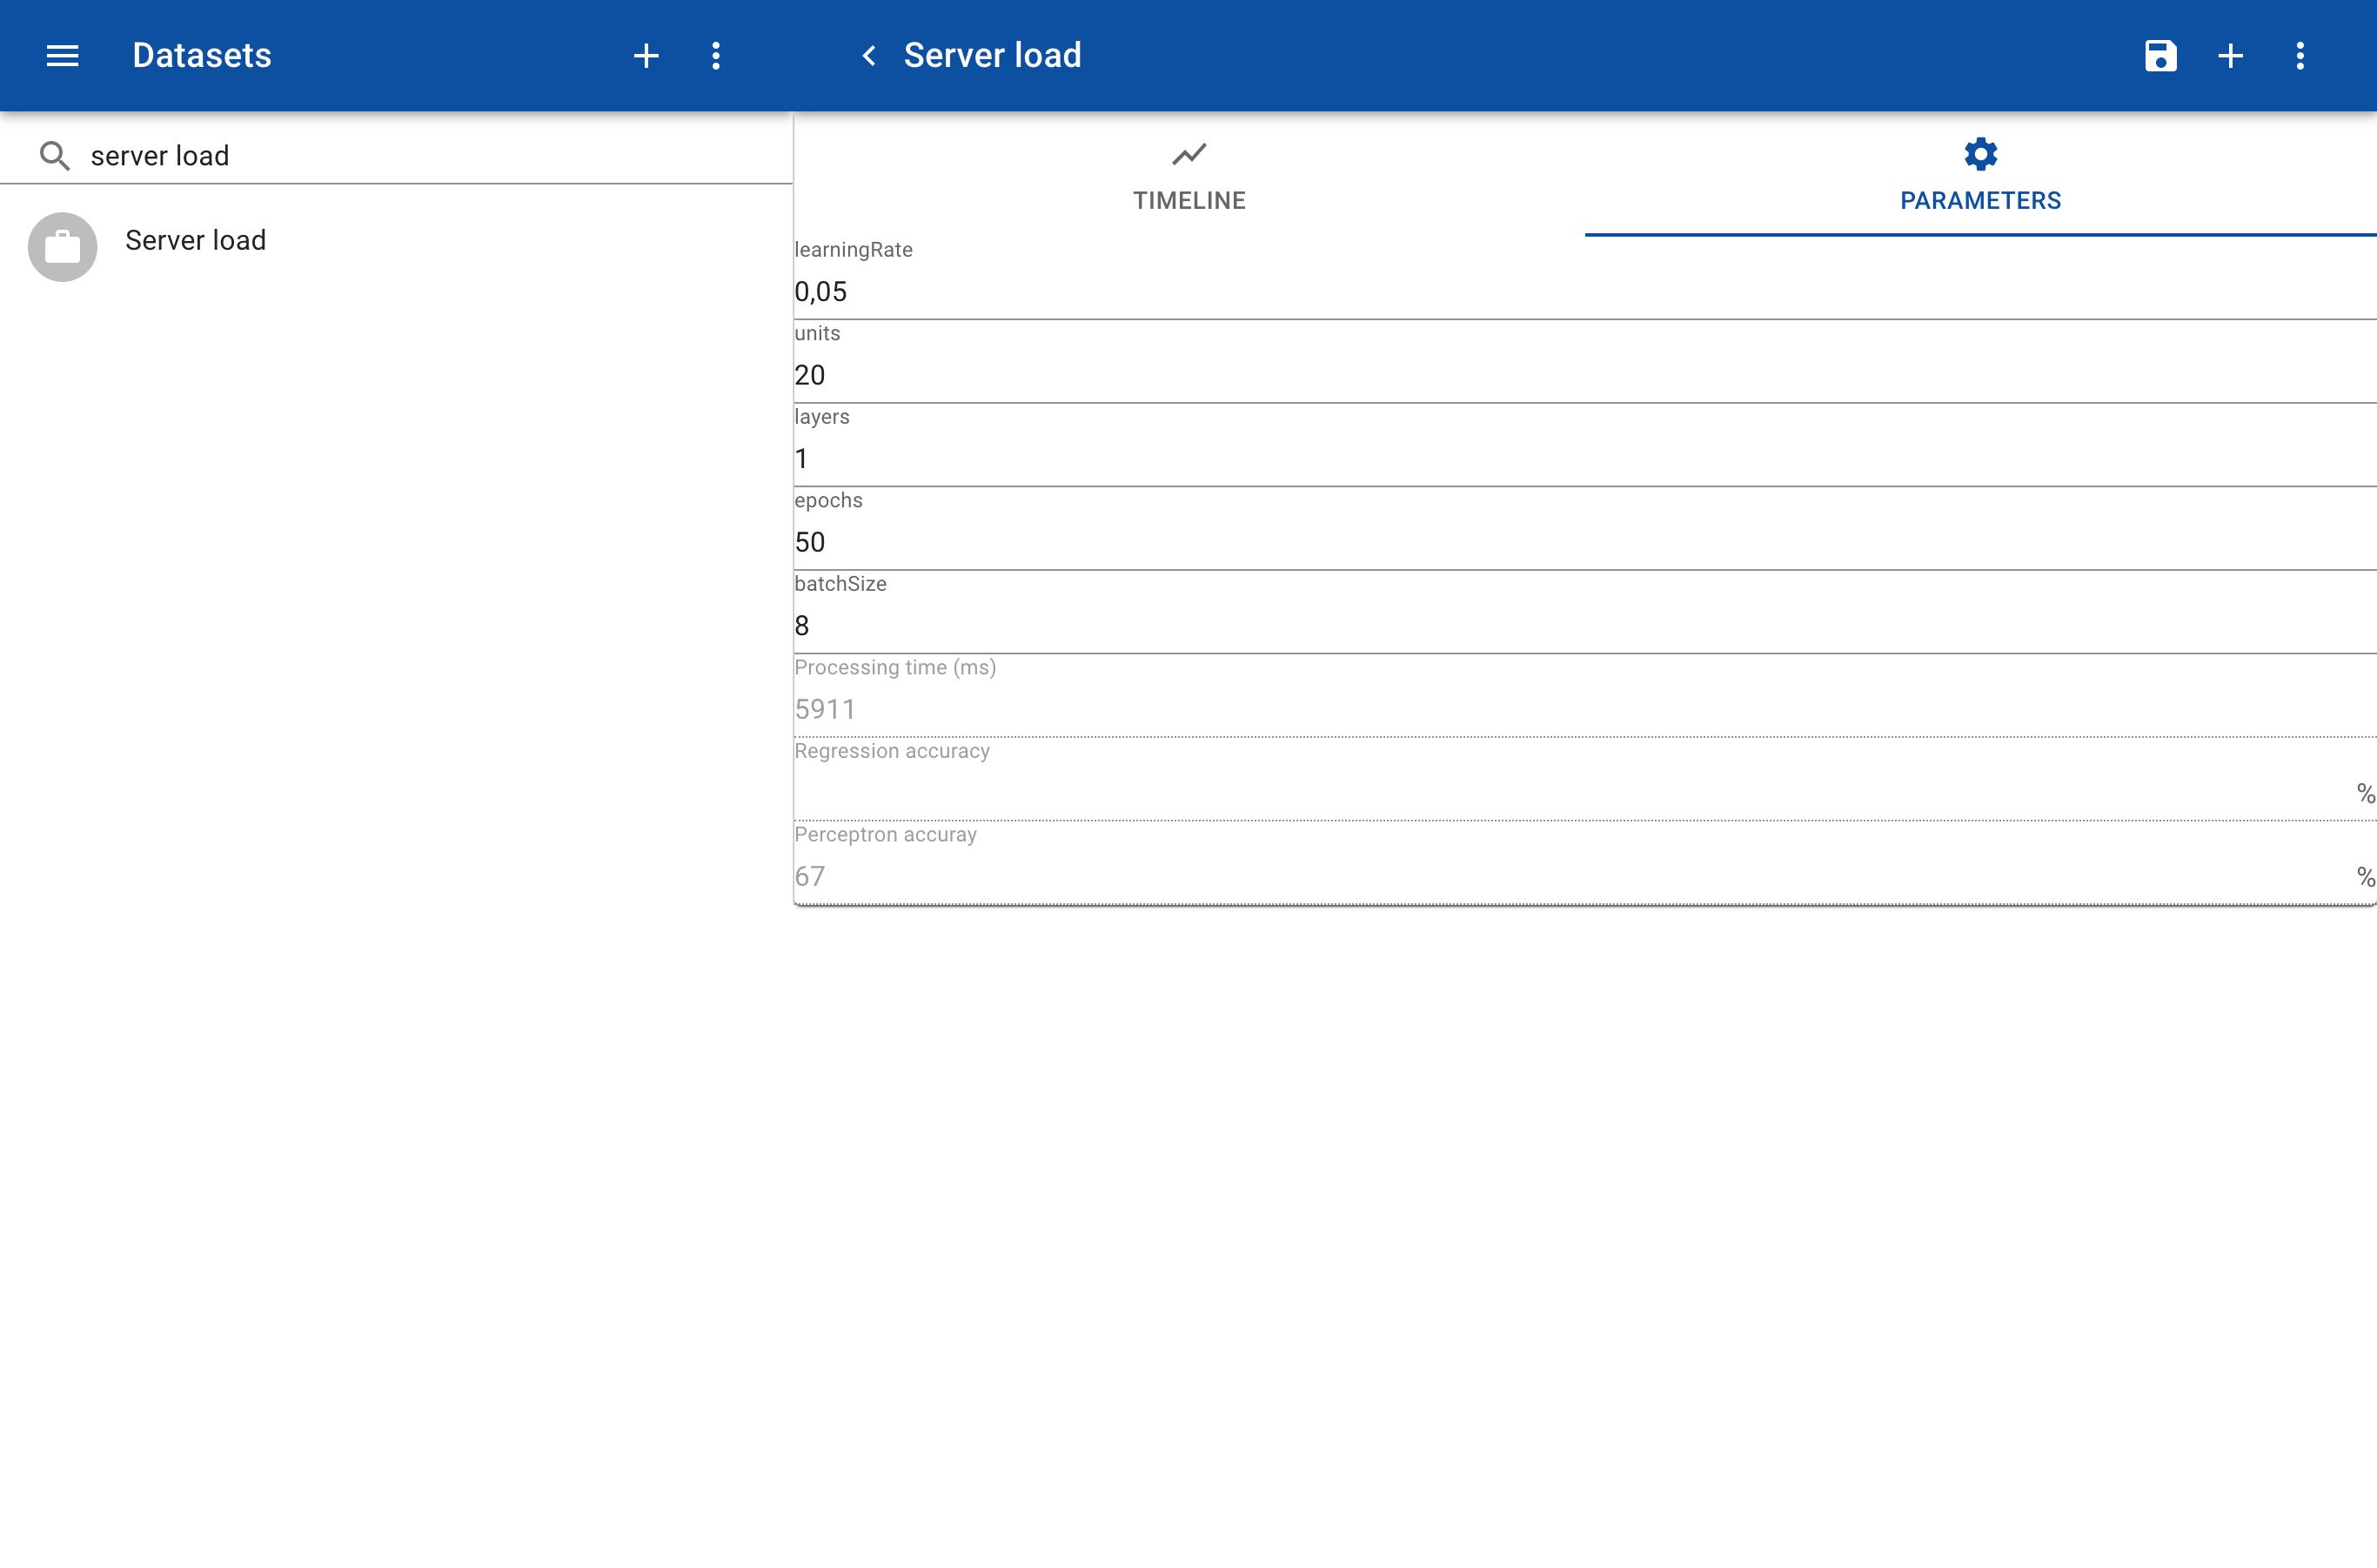 Datasets
Server load
server load
Server load
TIMELINE
PARAMETERS
learningRate
0,05
units
20
layers
1
epochs
50
batchSize
8
Processing time (ms)
5911
Regression accuracy
%
Perceptron accuray
67 %